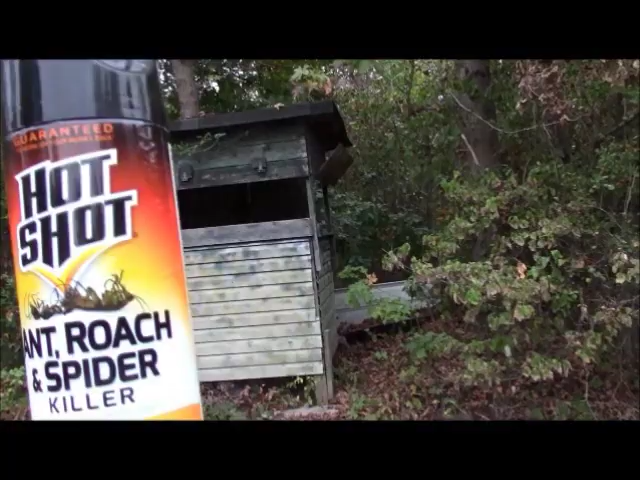 GUARANTEED
HOT
SHOT
ANT, ROACH
& SPIDER
KILLER